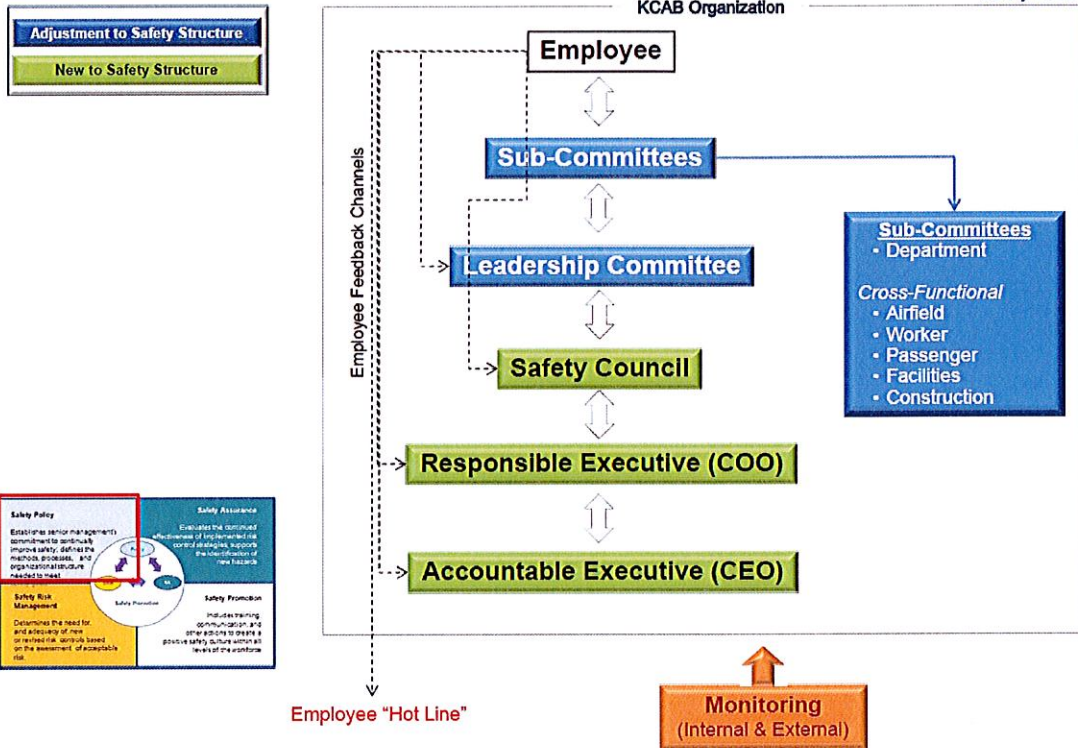 KCAB Organization
Adjustment to Safety Structure
New to Safety Structure
Employee
Sub-Committees
Leadership Committee
Safety Council
Responsible Executive (COO)
Accountable Executive (CEO)
Employee Feedback Channels
Sub-Committees
• Department
Cross-Functional
• Airfield
• Worker
• Passenger
• Facilities
• Construction
Safety Policy
Establishes senior management's
commitment to continually
improve safety; defines the
methods, processes, and
organizational structure
needed to meet
Safety Assurance
Evaluates the continued
effectiveness of implemented risk
control strategies; supports
the identification of
new hazards
Policy
Safety Promotion
Safety Risk
Management
Determines the need for,
and adequacy of, new
or revised risk controls based
on the assessment of acceptable
risk.
Safety Promotion
Includes training,
communication, and
other actions to create a
positive safety culture within all
levels of the workforce
Employee “Hot Line”
Monitoring
(Internal & External)